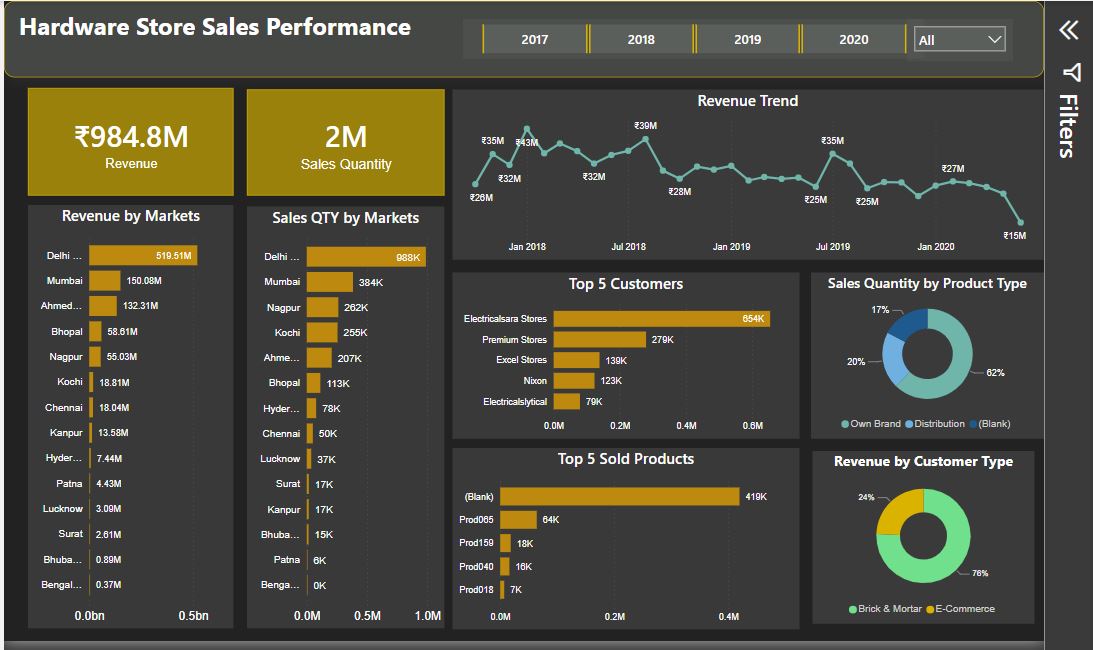 Hardware Store Sales Performance
2017
2018
2019
2020
All
Filters
₹984.8M
Revenue
2M
Sales Quantity
Revenue Trend
₹26M
₹35M
₹32M
₹43M
₹32M
₹39M
₹28M
₹25M
₹35M
₹25M
₹27M
₹15M
Jan 2018
Jul 2018
Jan 2019
Jul 2019
Jan 2020
Revenue by Markets
Delhi ... 519.51M
Mumbai 150.08M
Ahmed... 132.31M
Bhopal 58.61M
Nagpur 55.03M
Kochi 18.81M
Chennai 18.04M
Kanpur 13.58M
Hyder... 7.44M
Patna 4.43M
Lucknow 3.09M
Surat 2.61M
Bhuba... 0.89M
Bengal... 0.37M
0.0bn 0.5bn
Sales QTY by Markets
Delhi ... 988K
Mumbai 384K
Nagpur 262K
Kochi 255K
Ahme... 207K
Bhopal 113K
Hyder... 78K
Chennai 50K
Lucknow 37K
Surat 17K
Kanpur 17K
Bhuba... 15K
Patna 6K
Benga... 0K
0.0M 0.5M 1.0M
Top 5 Customers
Electricalsara Stores 654K
Premium Stores 279K
Excel Stores 139K
Nixon 123K
Electricalslytical 79K
0.0M 0.2M 0.4M 0.6M
Sales Quantity by Product Type
17%
20%
62%
Own Brand Distribution (Blank)
Top 5 Sold Products
(Blank) 419K
Prod065 64K
Prod159 18K
Prod040 16K
Prod018 7K
0.0M 0.2M 0.4M
Revenue by Customer Type
24%
76%
Brick & Mortar E-Commerce